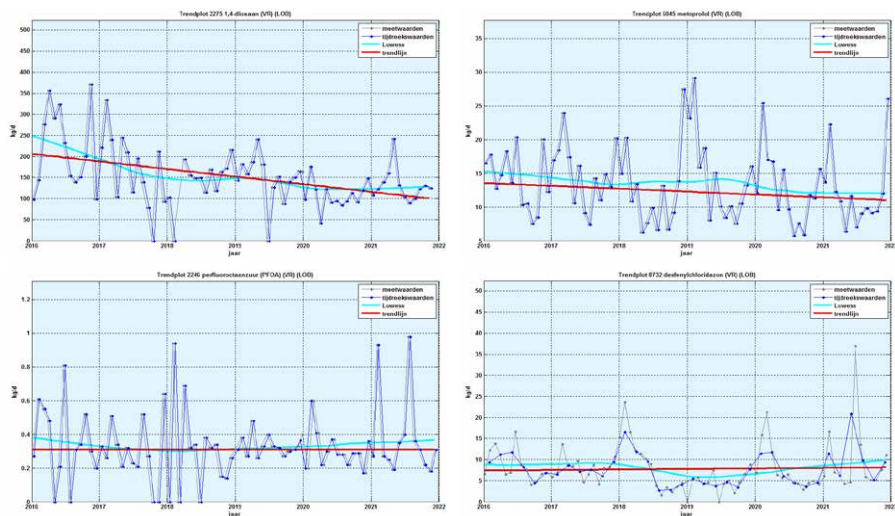 Trendplot 2275 1,4-dioxaan (VR) (LOB)
500
450
400
350
300
250
200
150
100
50
0
kg/d
2016 2017 2018 2019 2020 2021 2022
jaar
meetwaarden
tijdreekswaarden
Lowess
trendlijn
Trendplot 5045 metoprolol (VR) (LOB)
35
30
25
20
15
10
5
kg/d
2016 2017 2018 2019 2020 2021 2022
jaar
meetwaarden
tijdreekswaarden
Lowess
trendlijn
Trendplot 2246 perfluoroctaanzuur (PFOA) (VR) (LOB)
1.2
1
0.8
0.6
0.4
0.2
0
kg/d
2016 2017 2018 2019 2020 2021 2022
jaar
meetwaarden
tijdreekswaarden
Lowess
trendlijn
Trendplot 8732 desfenylchloridazon (VR) (LOB)
50
45
40
35
30
25
20
15
10
5
0
kg/d
2016 2017 2018 2019 2020 2021 2022
jaar
meetwaarden
tijdreekswaarden
Lowess
trendlijn